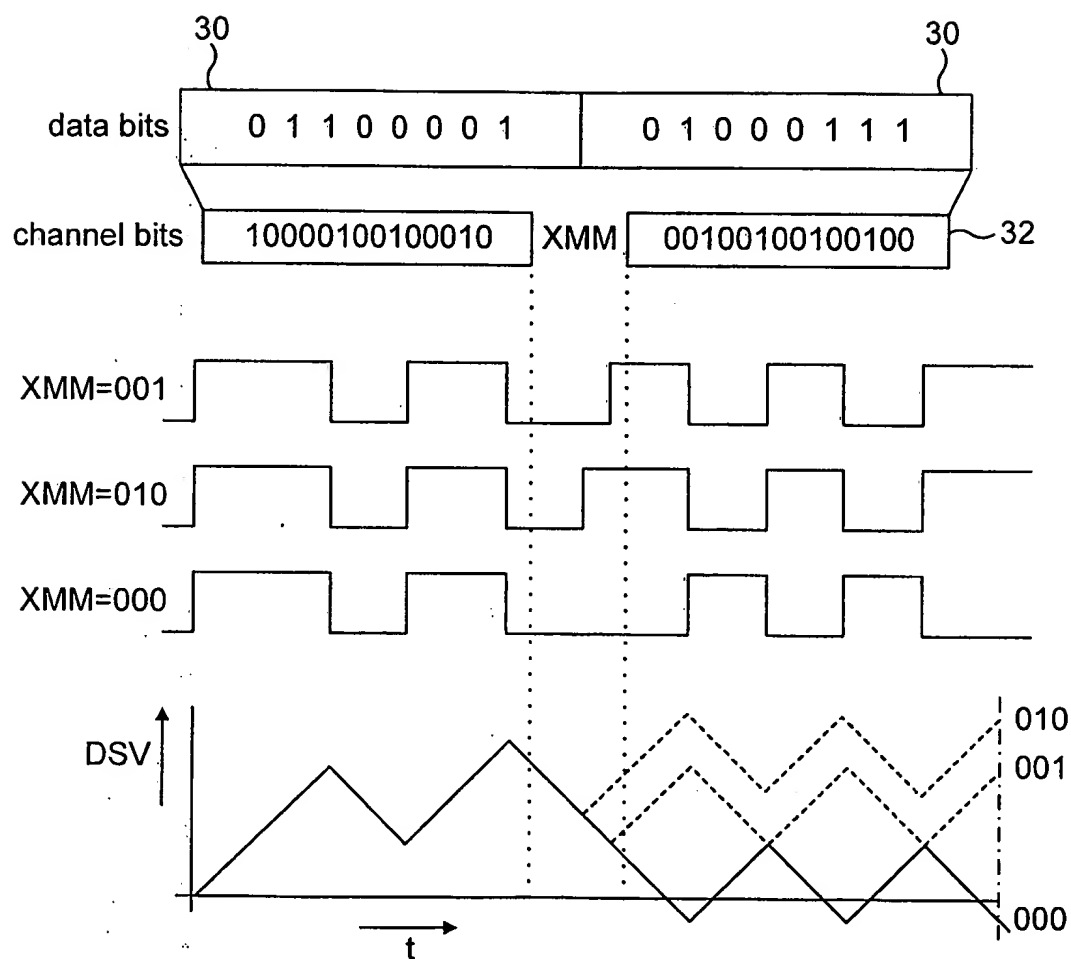 30 30
data bits 0 1 1 0 0 0 0 1 0 1 0 0 0 1 1 1
channel bits 10000100100010 XMM 00100100100100 32
XMM=001
XMM=010
XMM=000
DSV
010
001
000
t